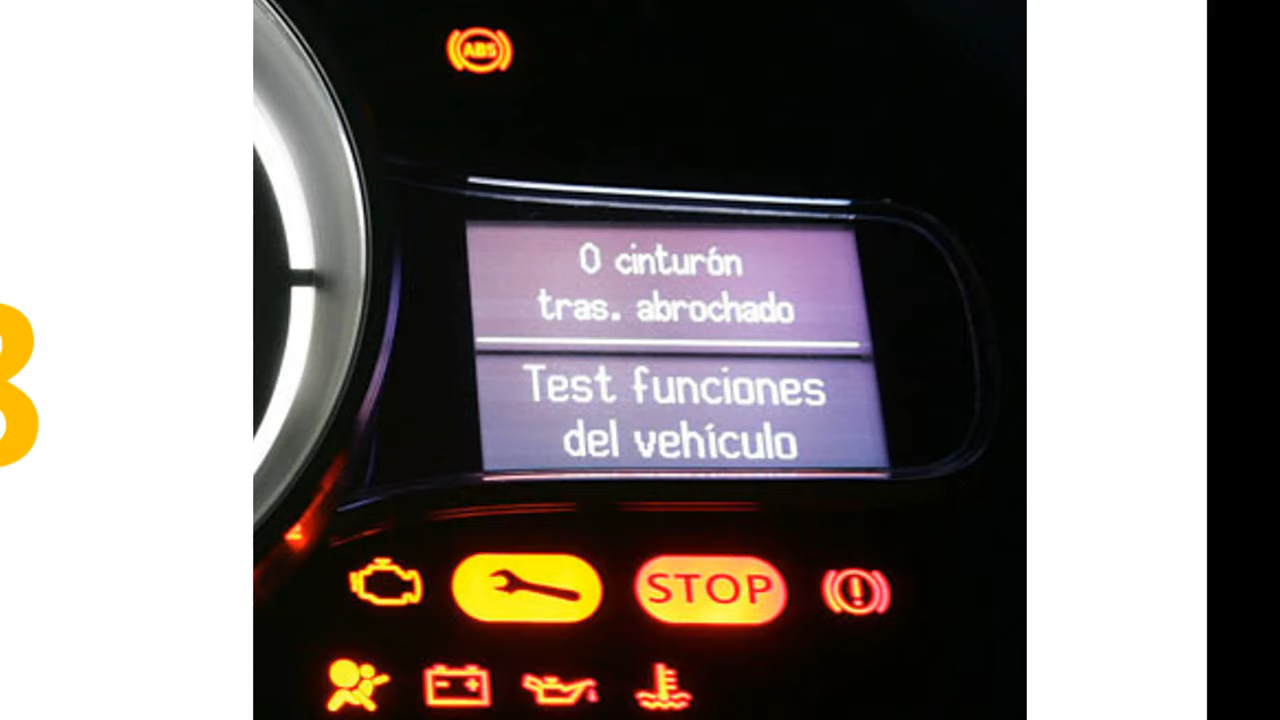 ABS
0 cinturón
tras. abrochado
Test funciones
del vehículo
STOP